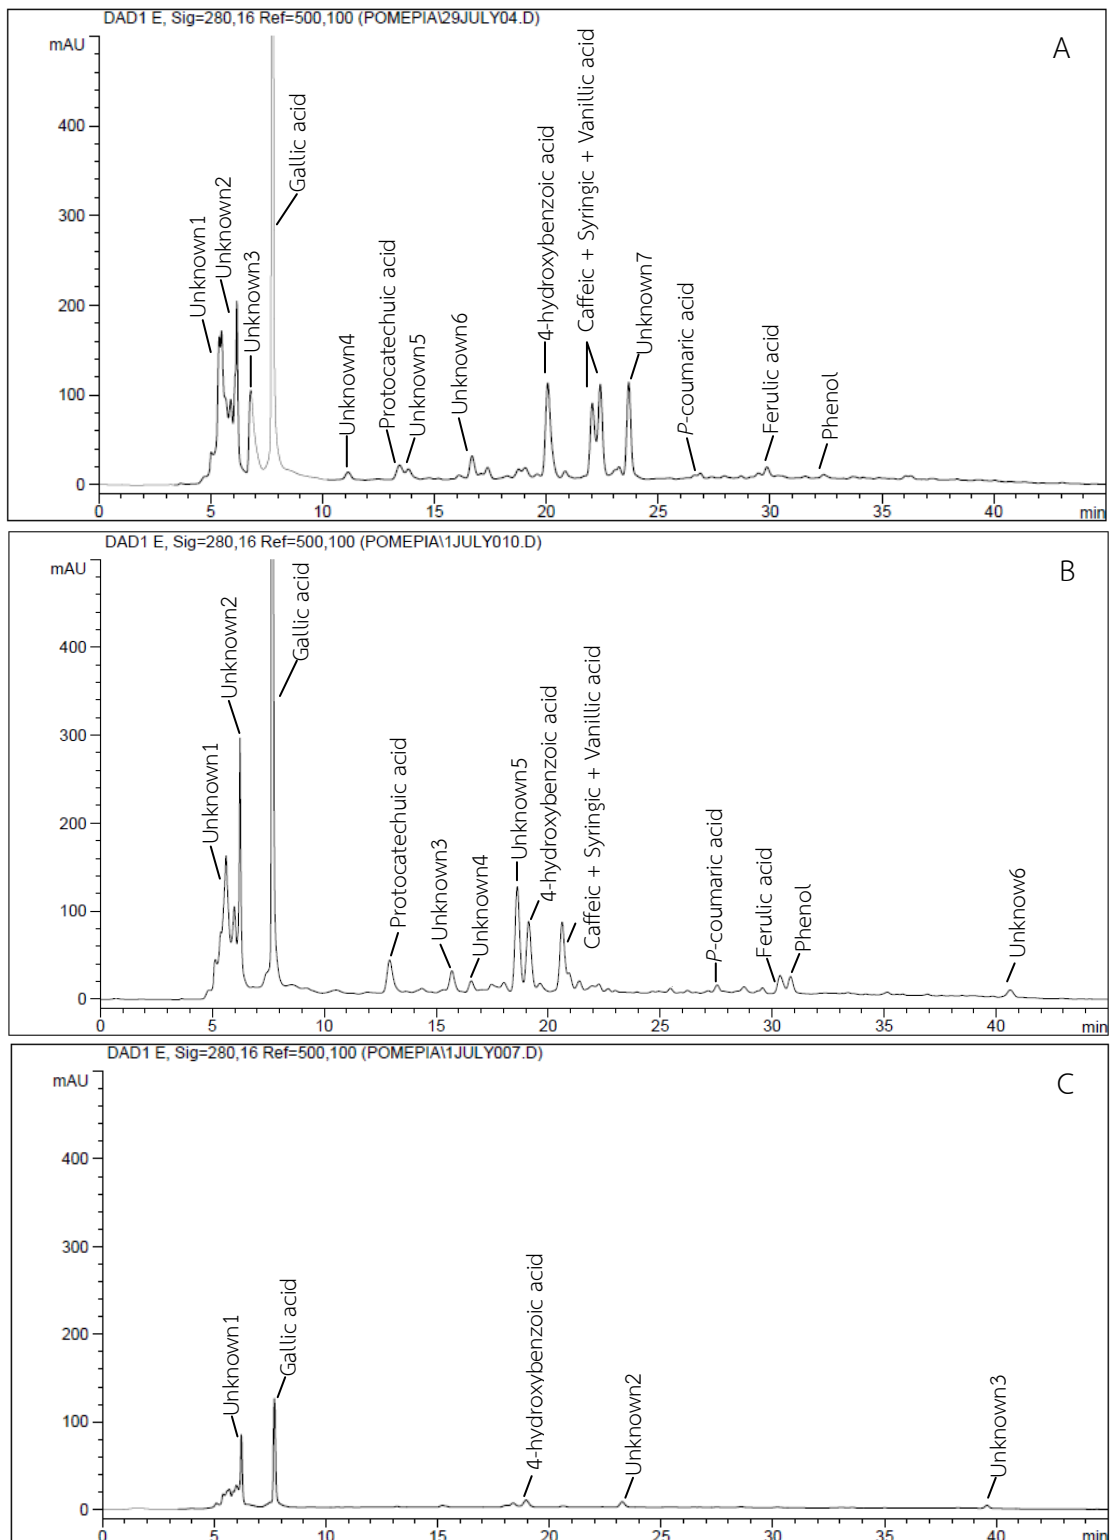 DAD1 E, Sig=280,16 Ref=500,100 (POMEPIA\29JULY04.D)
mAU
A
400
300
200
100
0
Unknown1
Unknown2
Unknown3
Gallic acid
Unknown4
Protocatechuic acid
Unknown5
Unknown6
4-hydroxybenzoic acid
Caffeic + Syringic + Vanillic acid
Unknown7
P-coumaric acid
Ferulic acid
Phenol
0 5 10 15 20 25 30 35 40 min
DAD1 E, Sig=280,16 Ref=500,100 (POMEPIA\1JULY010.D)
mAU
B
400
300
200
100
0
Unknown1
Unknown2
Gallic acid
Protocatechuic acid
Unknown3
Unknown4
Unknown5
4-hydroxybenzoic acid
Caffeic + Syringic + Vanillic acid
P-coumaric acid
Ferulic acid
Phenol
Unknow6
0 5 10 15 20 25 30 35 40 min
DAD1 E, Sig=280,16 Ref=500,100 (POMEPIA\1JULY007.D)
mAU
C
400
300
200
100
0
Unknown1
Gallic acid
4-hydroxybenzoic acid
Unknown2
Unknown3
0 5 10 15 20 25 30 35 40 min